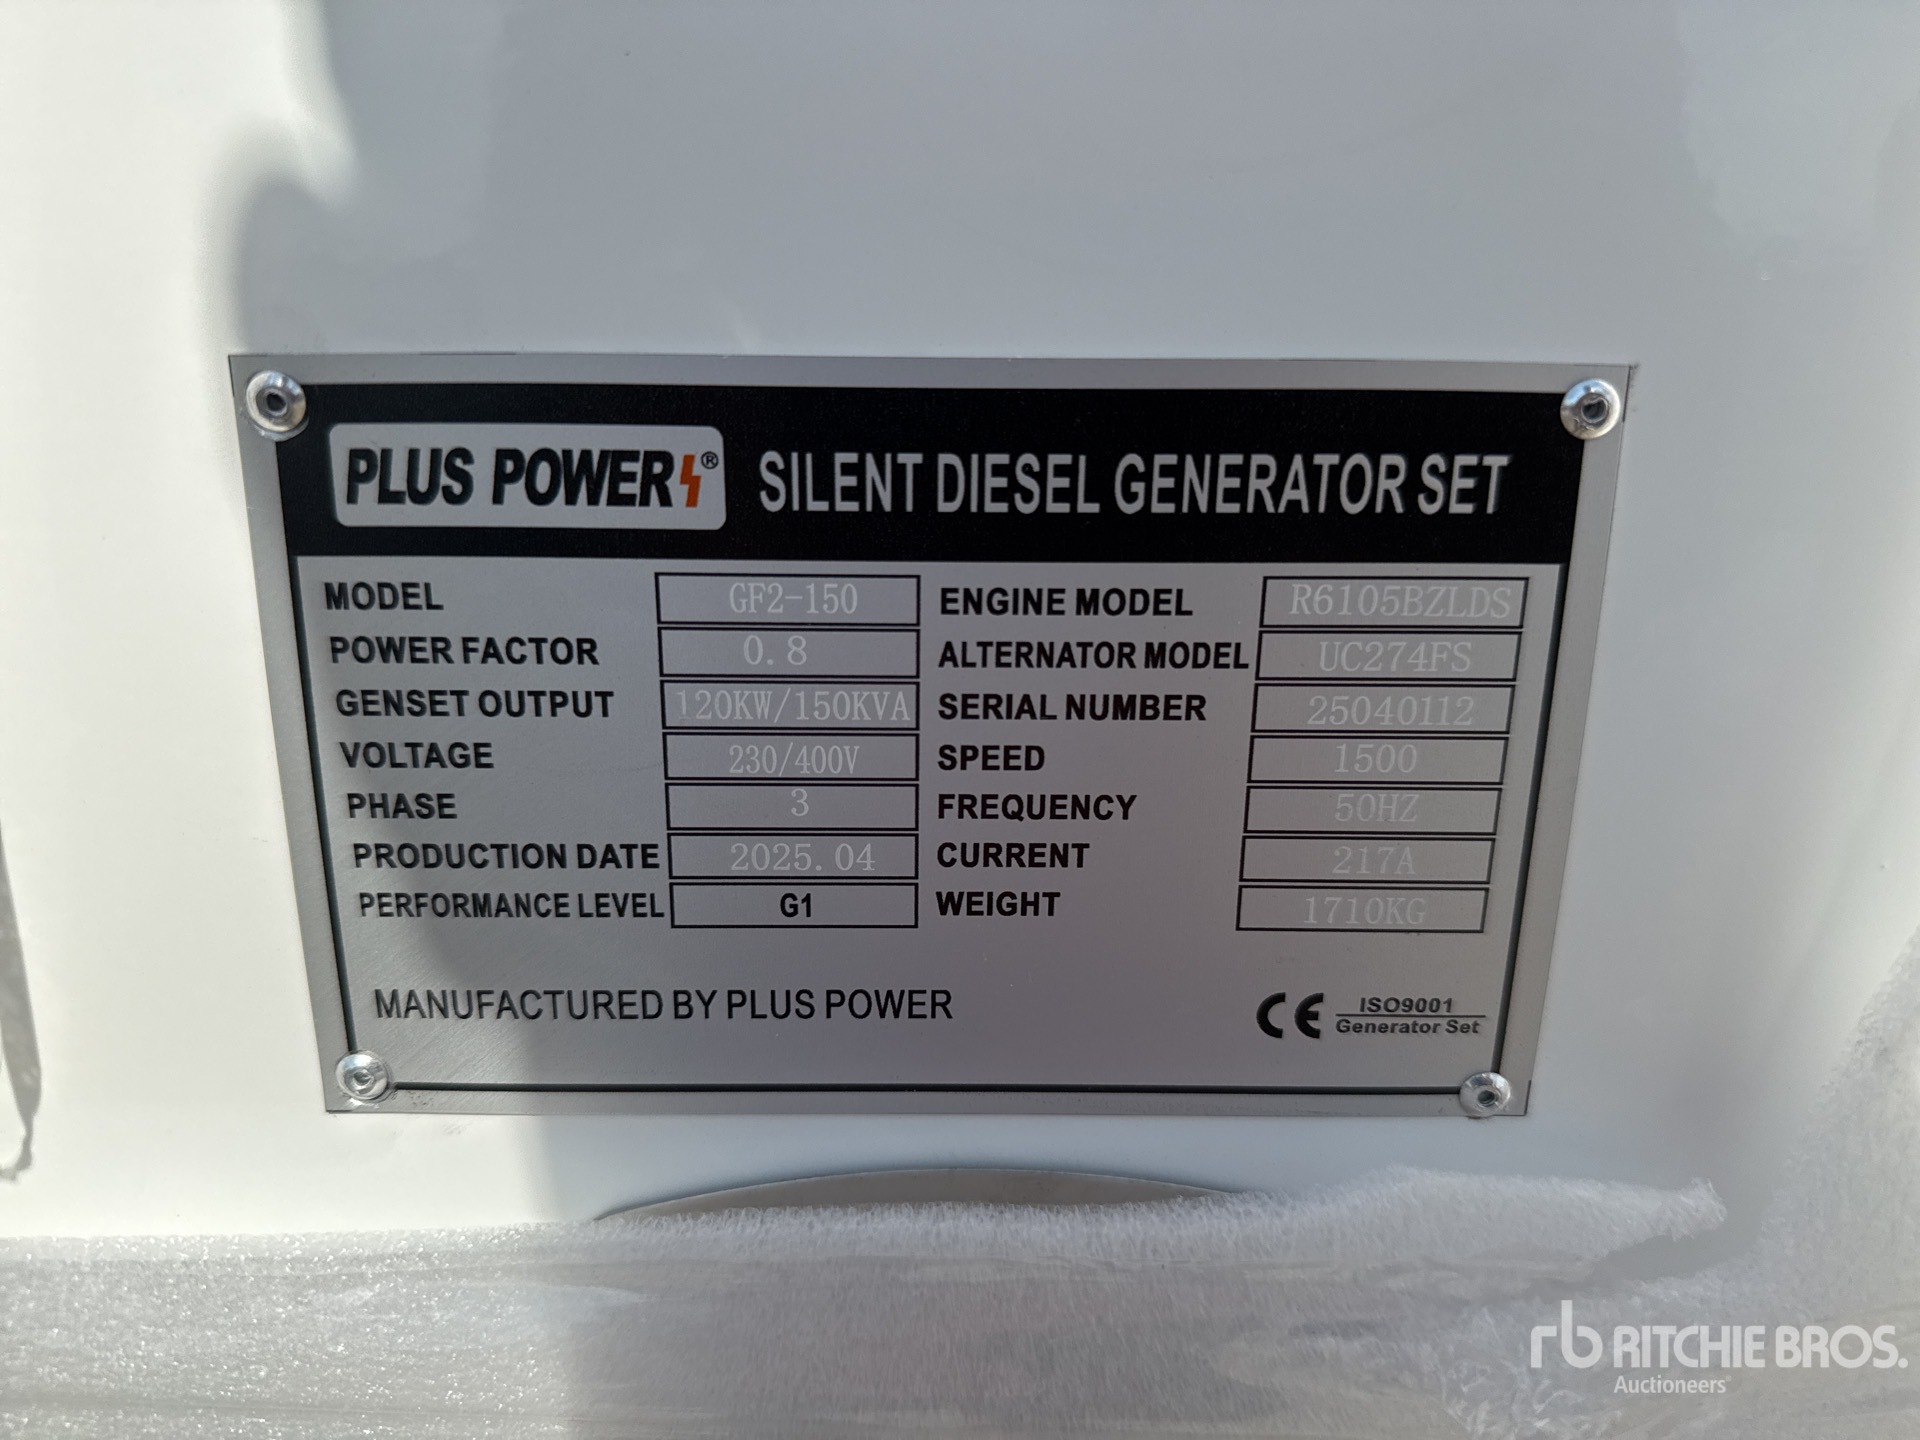 PLUS POWER® SILENT DIESEL GENERATOR SET
MODEL GF2-150 ENGINE MODEL R6105BZLDS
POWER FACTOR 0.8 ALTERNATOR MODEL UC274FS
GENSET OUTPUT 120KW/150KVA SERIAL NUMBER 25040112
VOLTAGE 230/400V SPEED 1500
PHASE 3 FREQUENCY 50HZ
PRODUCTION DATE 2025.04 CURRENT 217A
PERFORMANCE LEVEL G1 WEIGHT 1710KG
MANUFACTURED BY PLUS POWER CE ISO9001
Generator Set
rb RITCHIE BROS.
Auctioneers